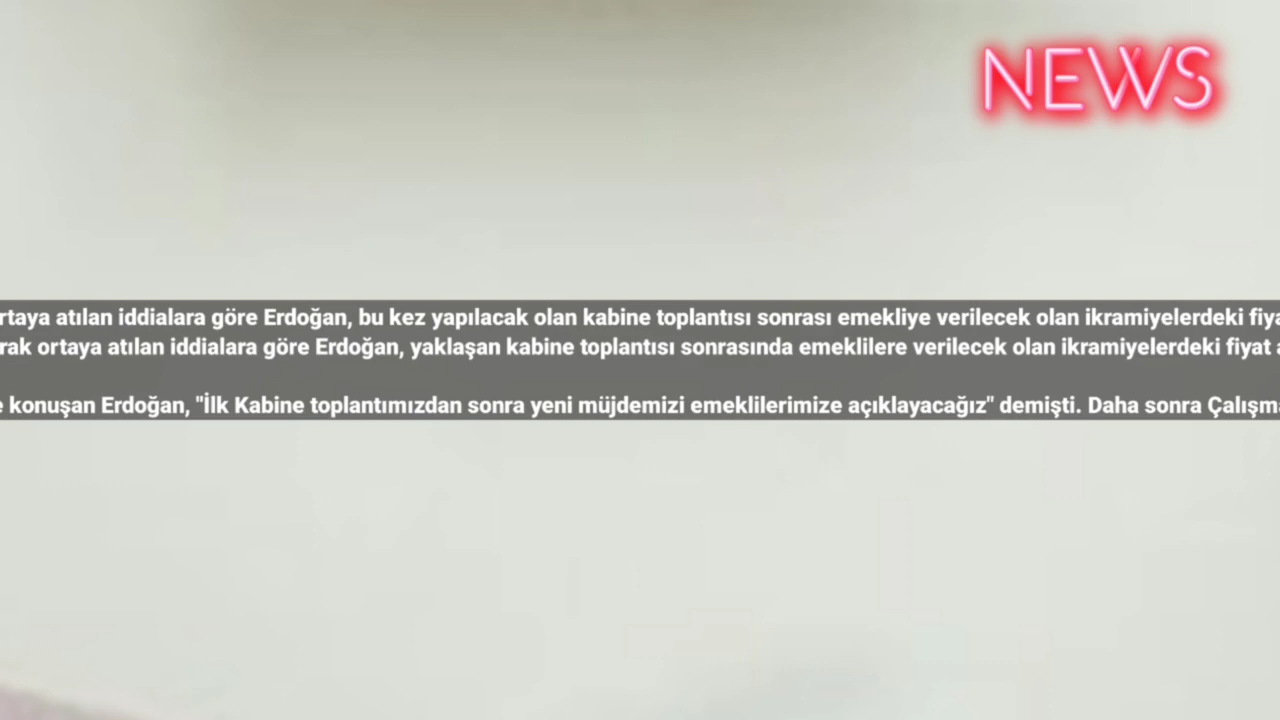 NEWS
ortaya atılan iddialara göre Erdoğan, bu kez yapılacak olan kabine toplantısı sonrası emekliye verilecek olan ikramiyelerdeki
ortaya atılan iddialara göre Erdoğan, yaklaşan kabine toplantısı sonrasında emeklilere verilecek olan ikramiyelerdeki fiyat
konuşan Erdoğan, "İlk Kabine toplantımızdan sonra yeni müjdemizi emeklilerimize açıklayacağız" demişti. Daha sonra